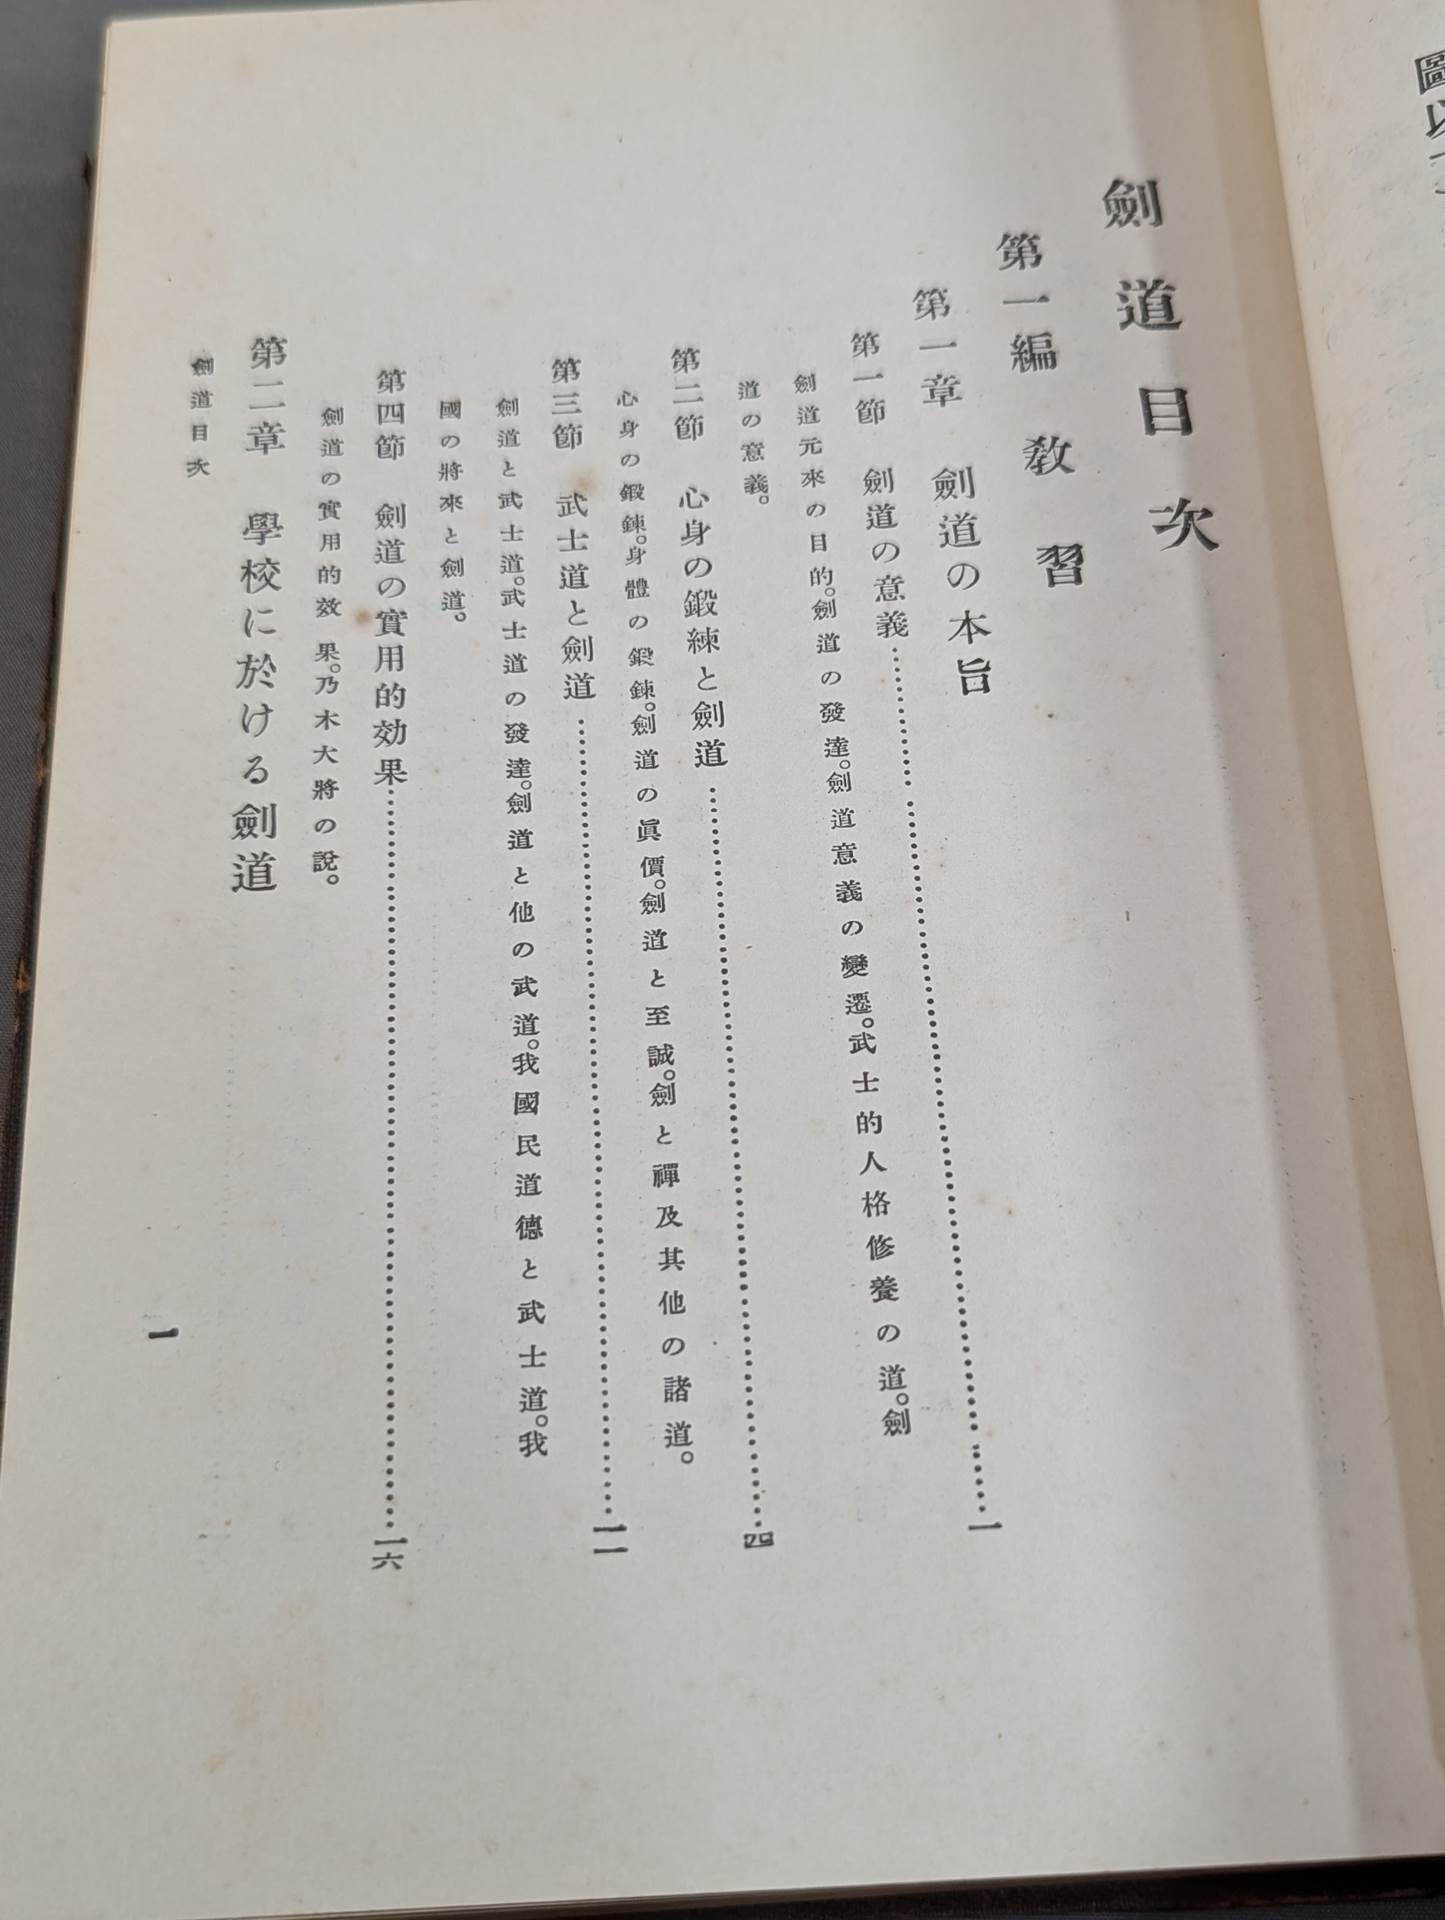 劍道目次
第一編 教習
第一章 劍道の本旨
第一節 劍道の意義……………一
劍道元來の目的。劍道の發達。劍道意義の變遷。武士的人格修養の道。劍
道の意義。
第二節 心身の鍛練と劍道……………四
心身の鍛錬。身體の鍛錬。劍道の眞價。劍道と至誠。劍と禪及其他の諸道。
第三節 武士道と劍道……………一一
劍道と武士道。武士道の發達。劍道と他の武道。我國民道德と武士道。我
國の將來と劍道。
第四節 劍道の實用的効果……………一六
劍道の實用的效果。乃木大將の說。
第二章 學校に於ける劍道
劍道目次
一